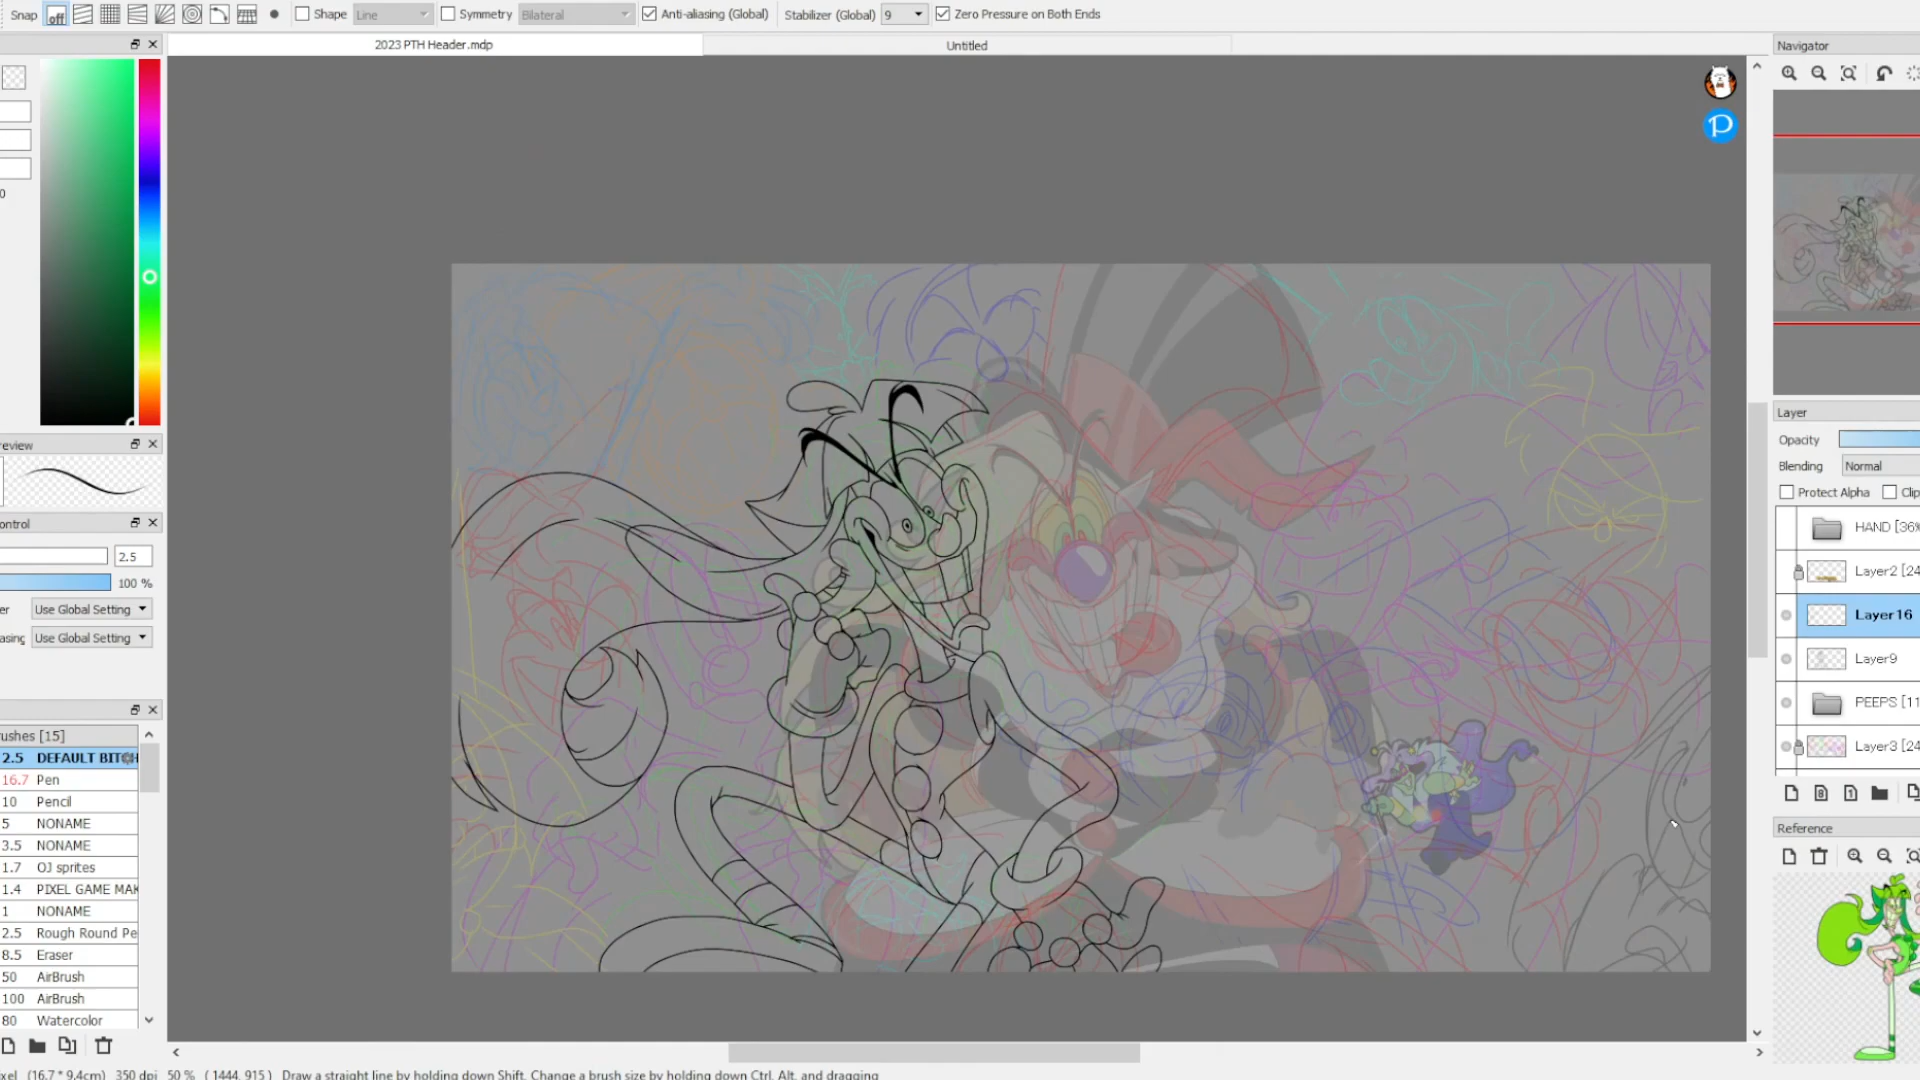 Snap off Shape Line Symmetry Bilateral Anti-aliasing (Global) Stabilizer (Global) 9 Zero Pressure on Both Ends
2023 PTH Header.mdp
Untitled
Navigator
0
review
ontrol
2.5
100 %
er Use Global Setting
asing Use Global Setting
rushes [15]
2.5 DEFAULT BITCH
16.7 Pen
10 Pencil
5 NONAME
3.5 NONAME
1.7 OJ sprites
1.4 PIXEL GAME MAK
1 NONAME
2.5 Rough Round Pe
8.5 Eraser
50 AirBrush
100 AirBrush
80 Watercolor
P
Layer
Opacity
Blending Normal
Protect Alpha Clip
HAND [36%
Layer2 [24
Layer16
Layer9
PEEPS [11
Layer3 [24
Reference
xel (16.7 * 9.4cm) 350 dpi 50 % ( 1444, 915 ) Draw a straight line by holding down Shift, Change a brush size by holding down Ctrl, Alt, and dragging